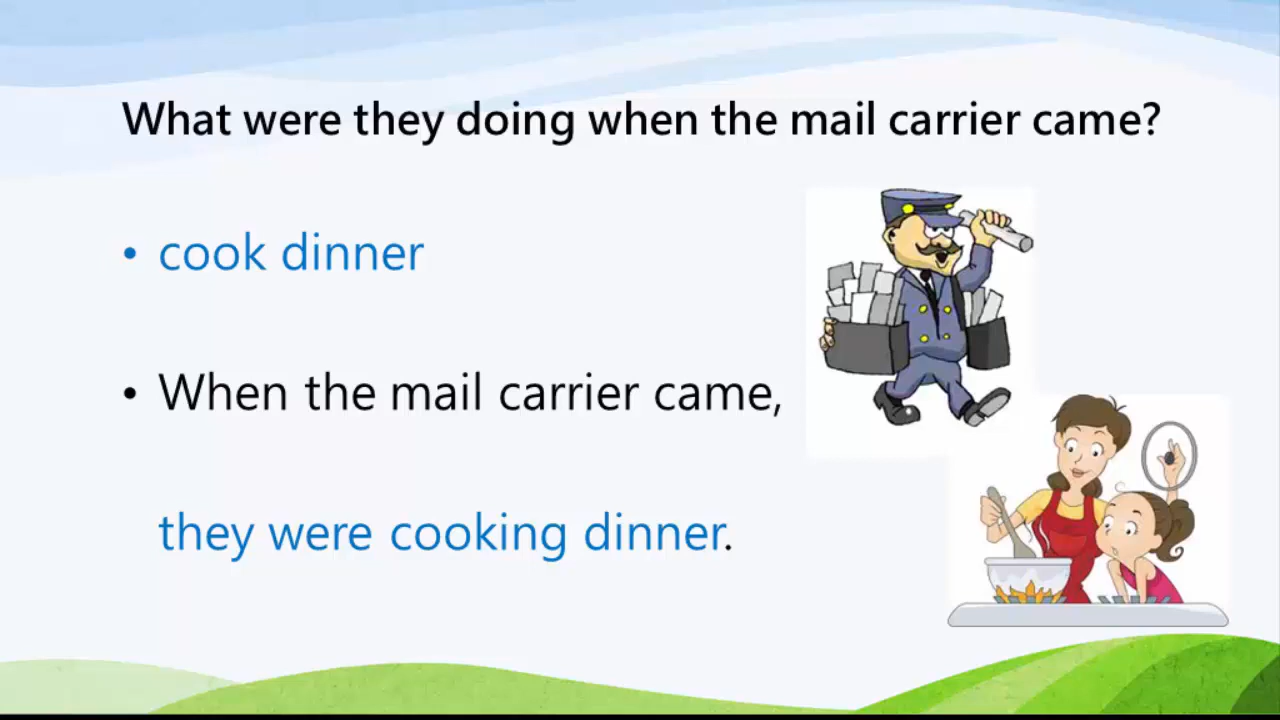 What were they doing when the mail carrier came?
• cook dinner
• When the mail carrier came,
they were cooking dinner.